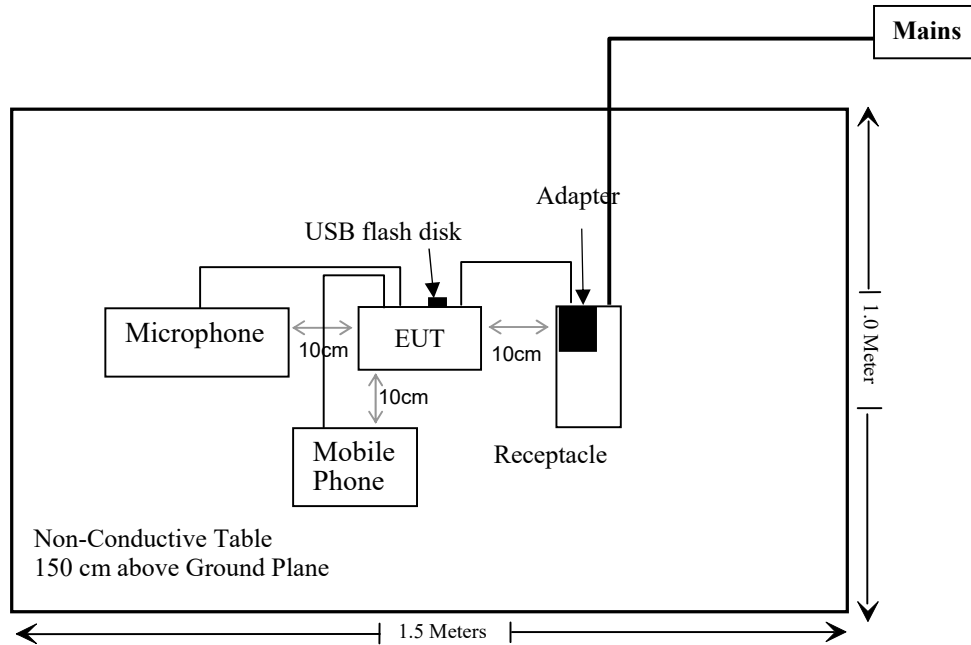 Mains
Adapter
USB flash disk
Microphone
10cm
EUT
10cm
1.0 Meter
10cm
Mobile
Phone
Receptacle
Non-Conductive Table
150 cm above Ground Plane
1.5 Meters